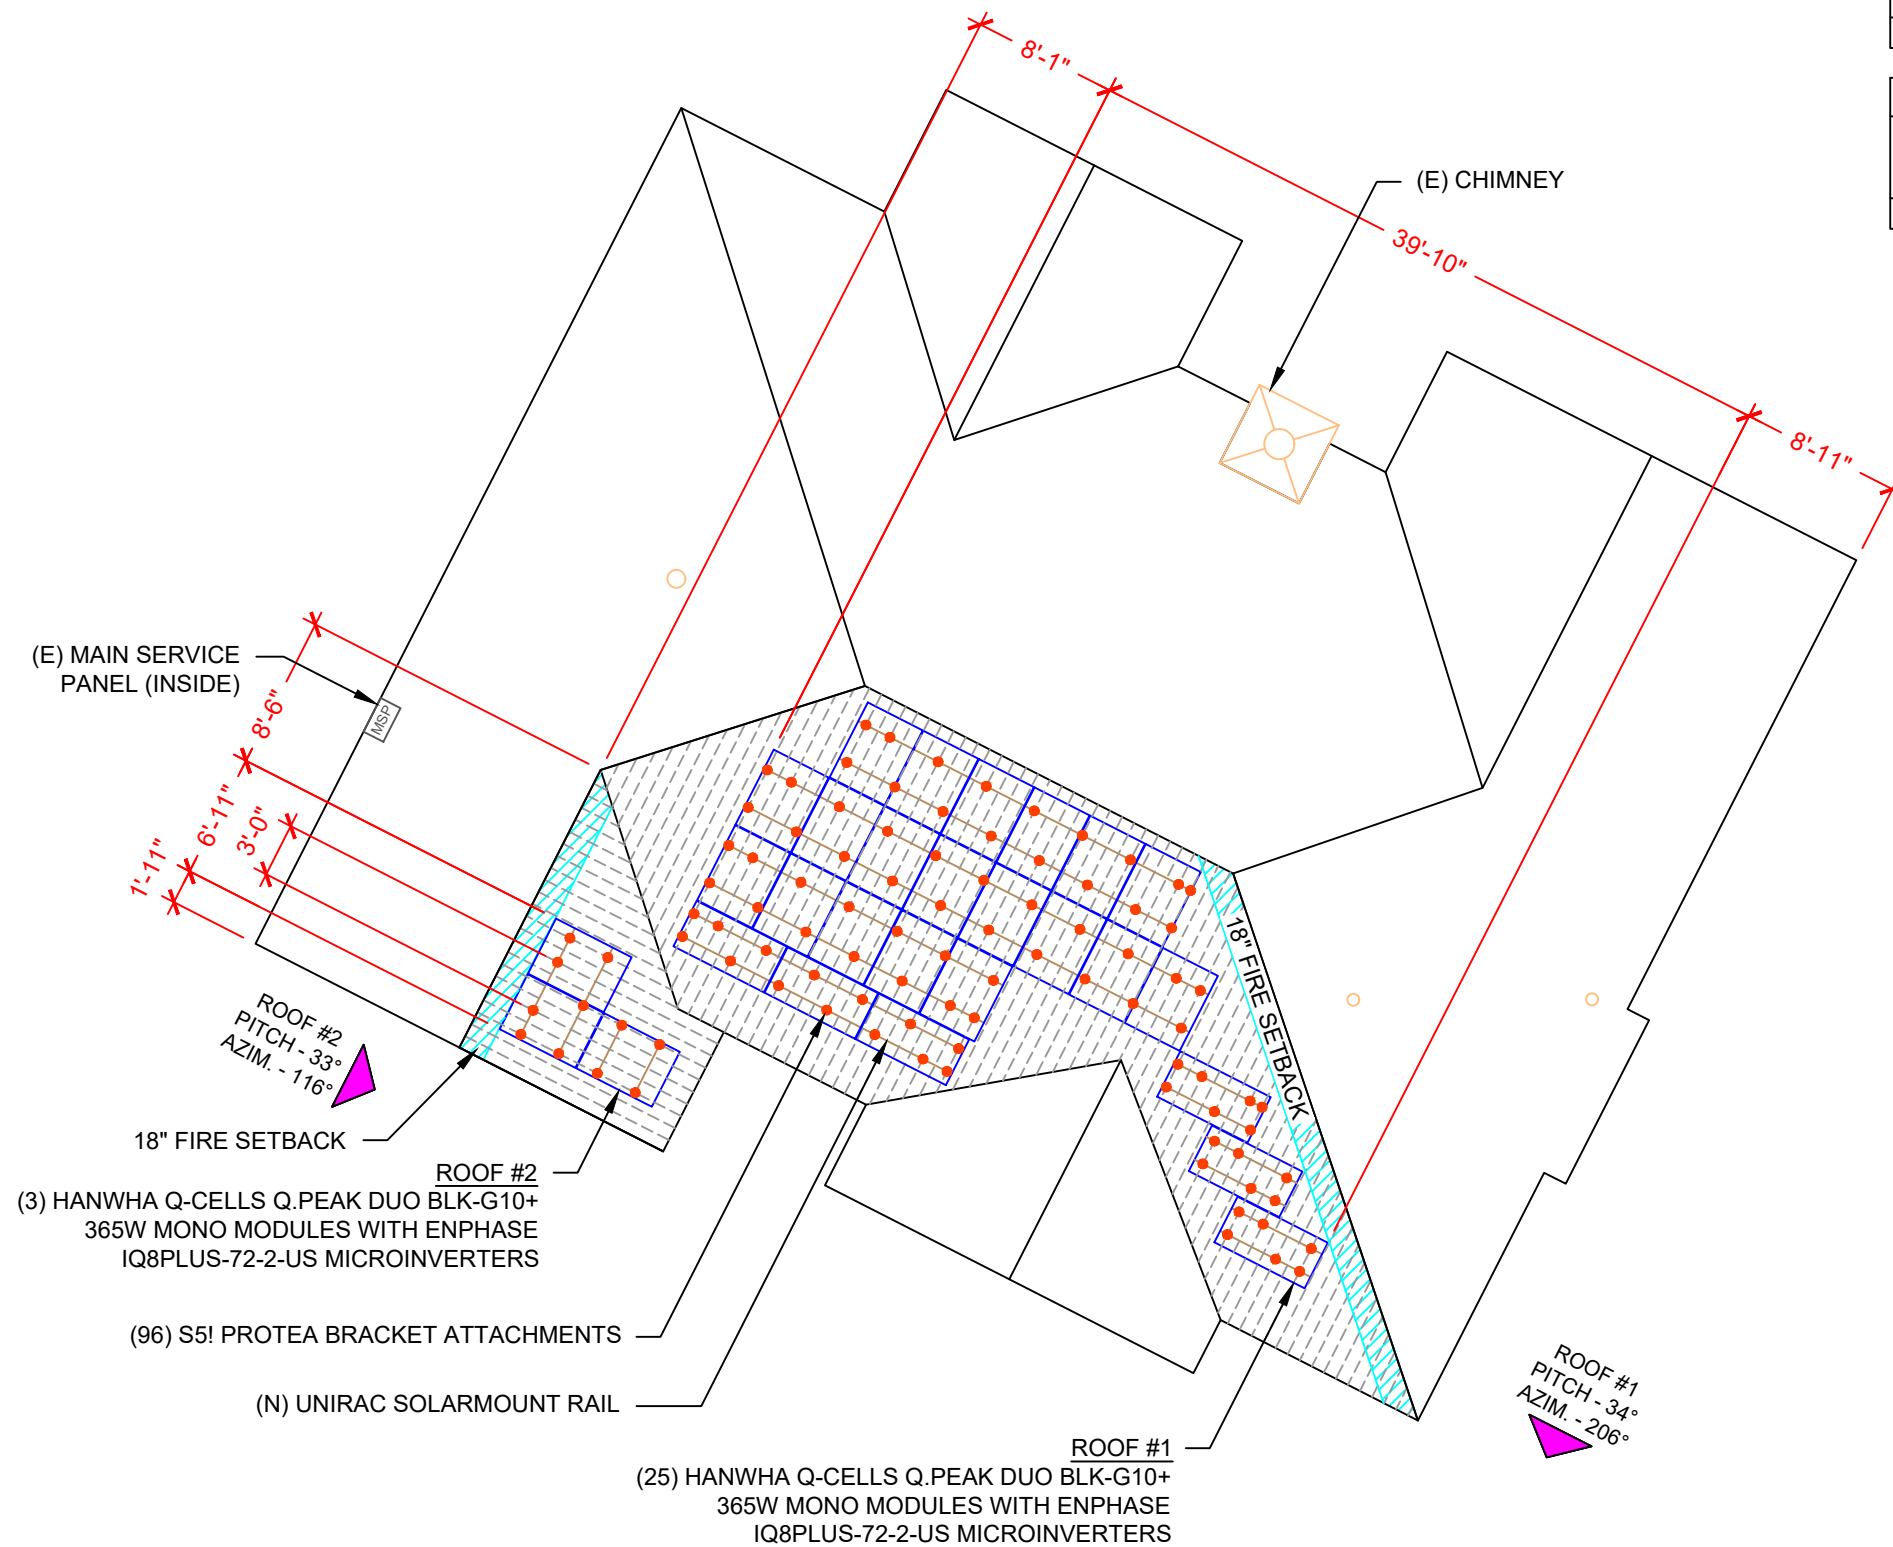 8'-1"
(E) CHIMNEY
39'-10"
8'-11"
(E) MAIN SERVICE
PANEL (INSIDE)
MSP
8'-6"
6'-11"
3'-0"
1'-11"
ROOF #2
PITCH - 33°
AZIM. - 116°
18" FIRE SETBACK
18" FIRE SETBACK
ROOF #2
(3) HANWHA Q-CELLS Q.PEAK DUO BLK-G10+
365W MONO MODULES WITH ENPHASE
IQ8PLUS-72-2-US MICROINVERTERS
(96) S5! PROTEA BRACKET ATTACHMENTS
(N) UNIRAC SOLARMOUNT RAIL
ROOF #1
PITCH - 34°
AZIM. - 206°
ROOF #1
(25) HANWHA Q-CELLS Q.PEAK DUO BLK-G10+
365W MONO MODULES WITH ENPHASE
IQ8PLUS-72-2-US MICROINVERTERS